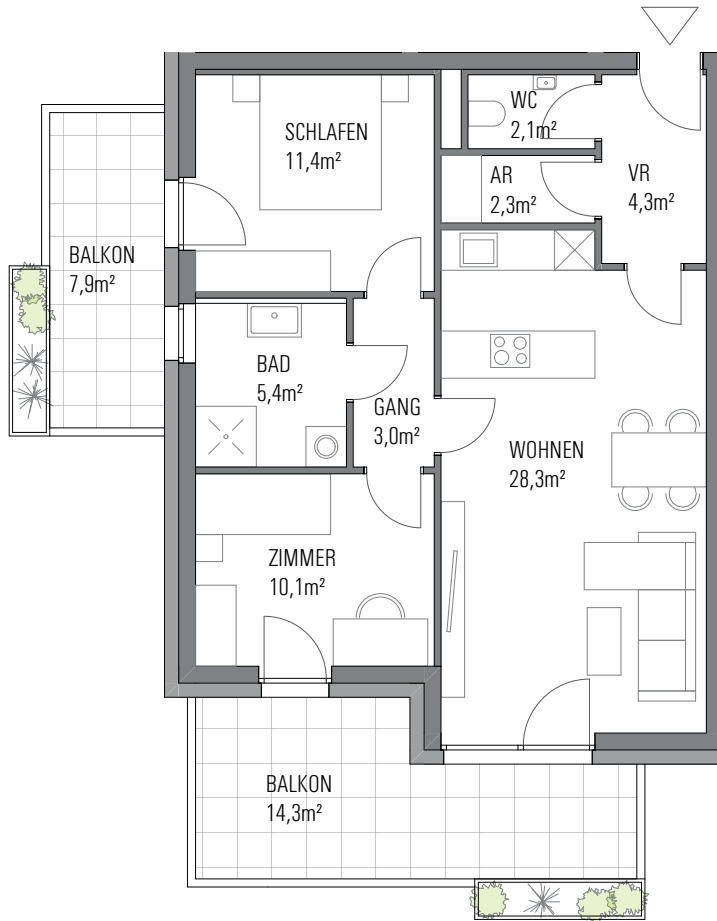 WC
2,1m²
SCHLAFEN
11,4m²
AR
2,3m²
VR
4,3m²
BALKON
7,9m²
BAD
5,4m²
GANG
3,0m²
WOHNEN
28,3m²
ZIMMER
10,1m²
BALKON
14,3m²